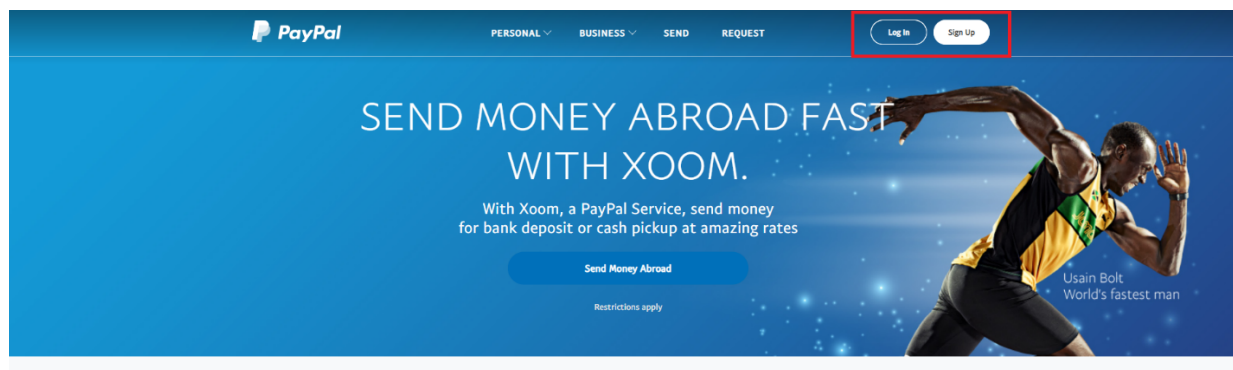 PayPal
PERSONAL BUSINESS SEND REQUEST
Log In Sign Up
SEND MONEY ABROAD FAST
WITH XOOM.
With Xoom, a PayPal Service, send money
for bank deposit or cash pickup at amazing rates
Send Money Abroad
Restrictions apply
Usain Bolt
World's fastest man